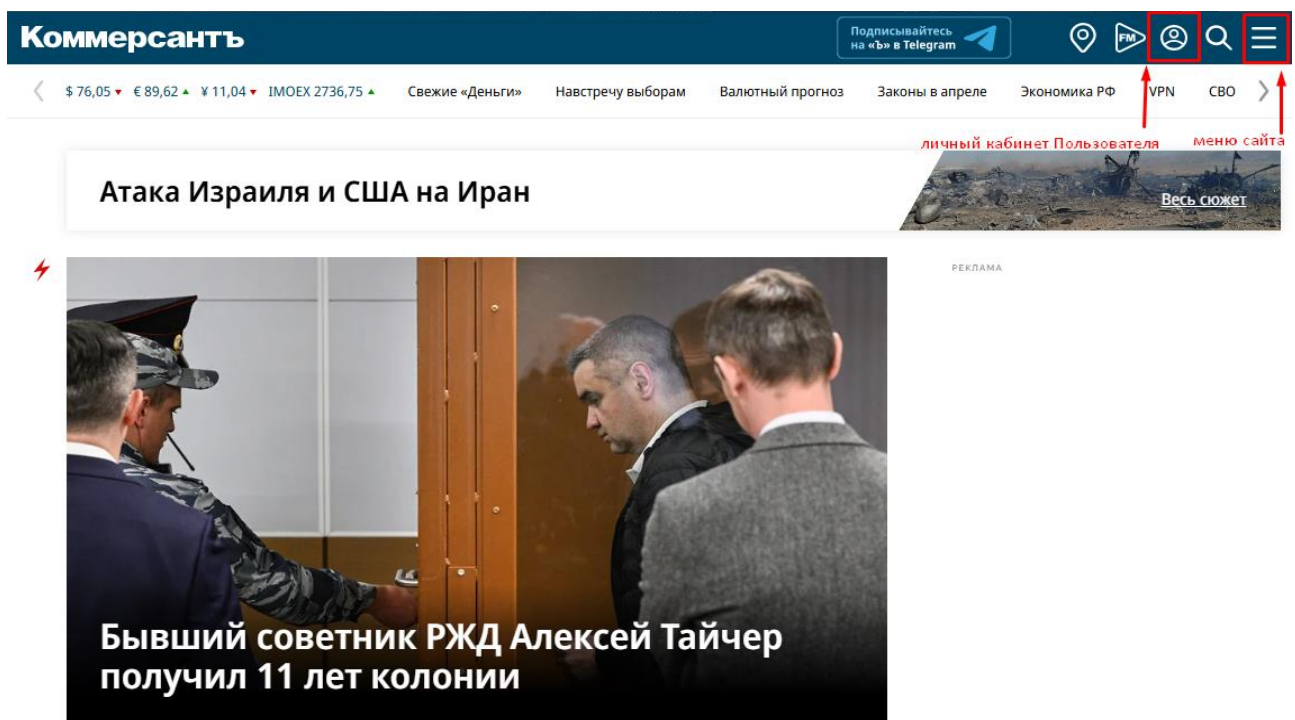 Коммерсантъ
Подписывайтесь
на «Ъ» в Telegram
FM
$ 76,05 ▼ € 89,62 ▲ ¥ 11,04 ▼ IMOEX 2736,75 ▲ Свежие «Деньги» Навстречу выборам Валютный прогноз Законы в апреле Экономика РФ VPN СВО
личный кабинет Пользователя меню сайта
Атака Израиля и США на Иран
Весь сюжет
РЕКЛАМА
Бывший советник РЖД Алексей Тайчер
получил 11 лет колонии